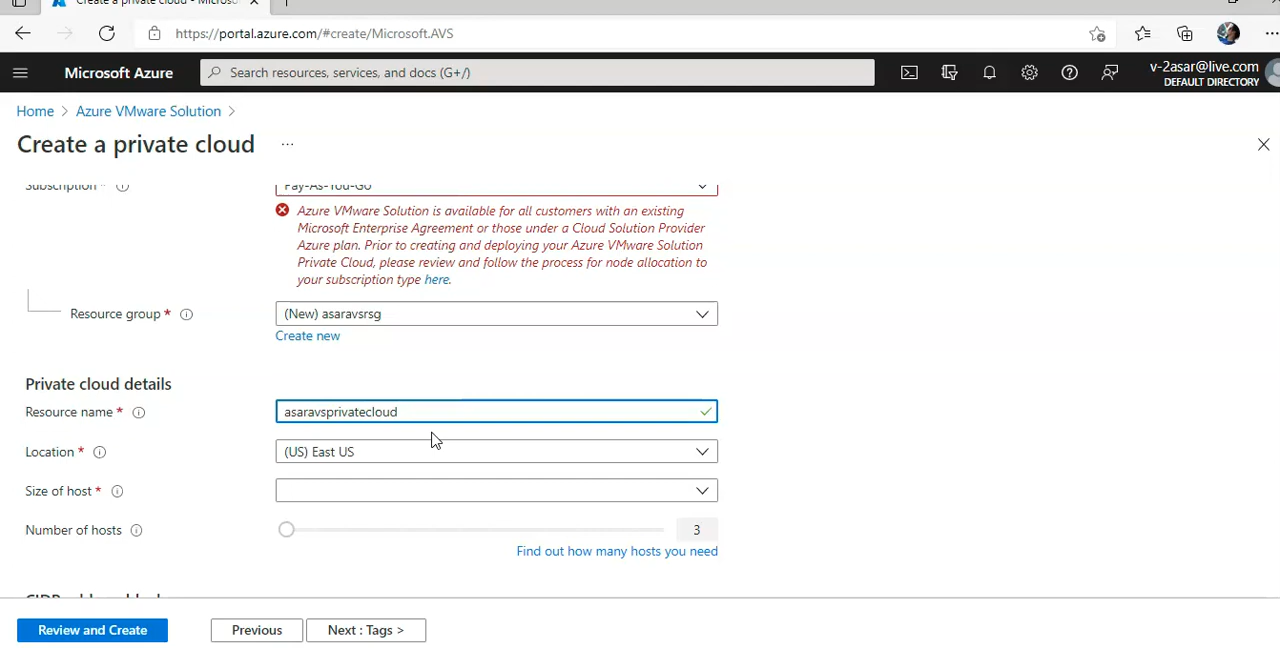 Create a private cloud - Microso
https://portal.azure.com/#create/Microsoft.AVS
Microsoft Azure
Search resources, services, and docs (G+/)
v-2asar@live.com
DEFAULT DIRECTORY
Home > Azure VMware Solution >
Create a private cloud ...
Subscription *
Pay-As-You-Go
Azure VMware Solution is available for all customers with an existing
Microsoft Enterprise Agreement or those under a Cloud Solution Provider
Azure plan. Prior to creating and deploying your Azure VMware Solution
Private Cloud, please review and follow the process for node allocation to
your subscription type here.
Resource group *
(New) asaravsrsg
Create new
Private cloud details
Resource name *
asaravsprivatecloud
Location *
(US) East US
Size of host *
Number of hosts
3
Find out how many hosts you need
Review and Create
Previous
Next : Tags >